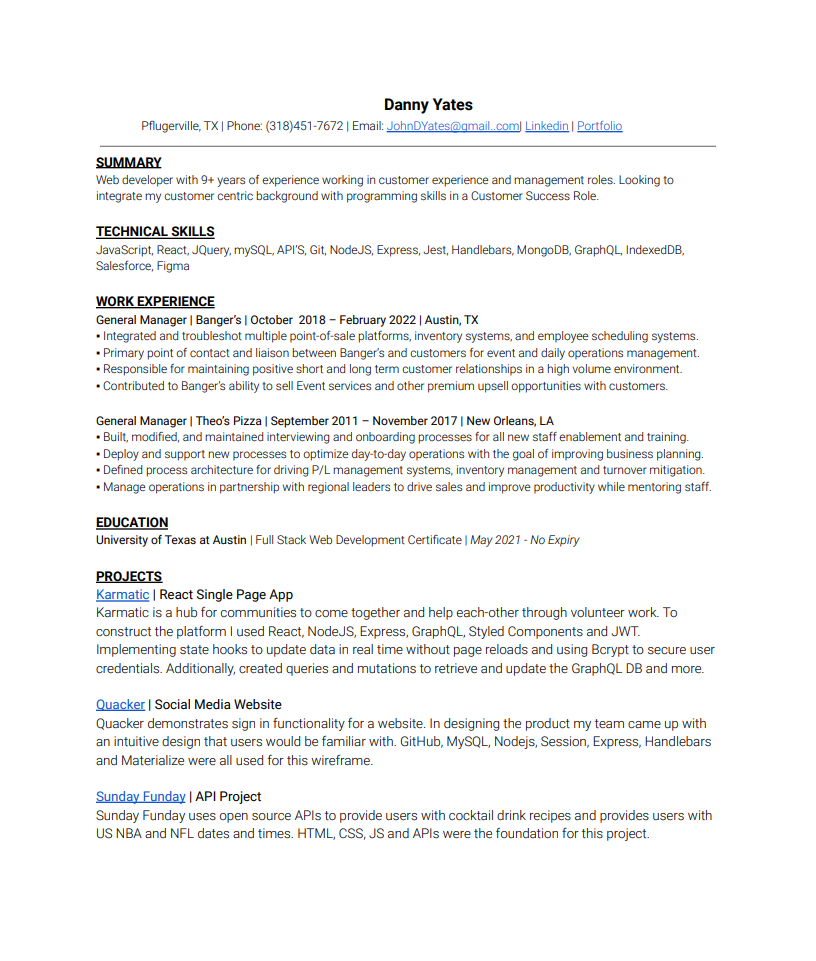 Danny Yates
Pflugerville, TX | Phone: (318)451-7672 | Email: JohnDYates@gmail..com| Linkedin | Portfolio
SUMMARY
Web developer with 9+ years of experience working in customer experience and management roles. Looking to
integrate my customer centric background with programming skills in a Customer Success Role.
TECHNICAL SKILLS
JavaScript, React, JQuery, mySQL, API'S, Git, NodeJS, Express, Jest, Handlebars, MongoDB, GraphQL, IndexedDB,
Salesforce, Figma
WORK EXPERIENCE
General Manager | Banger's | October  2018 – February 2022 | Austin, TX
▪ Integrated and troubleshot multiple point-of-sale platforms, inventory systems, and employee scheduling systems.
▪ Primary point of contact and liaison between Banger's and customers for event and daily operations management.
▪ Responsible for maintaining positive short and long term customer relationships in a high volume environment.
▪ Contributed to Banger's ability to sell Event services and other premium upsell opportunities with customers.
General Manager | Theo's Pizza | September 2011 – November 2017 | New Orleans, LA
▪ Built, modified, and maintained interviewing and onboarding processes for all new staff enablement and training.
▪ Deploy and support new processes to optimize day-to-day operations with the goal of improving business planning.
▪ Defined process architecture for driving P/L management systems, inventory management and turnover mitigation.
▪ Manage operations in partnership with regional leaders to drive sales and improve productivity while mentoring staff.
EDUCATION
University of Texas at Austin | Full Stack Web Development Certificate | May 2021 - No Expiry
PROJECTS
Karmatic | React Single Page App
Karmatic is a hub for communities to come together and help each-other through volunteer work. To
construct the platform I used React, NodeJS, Express, GraphQL, Styled Components and JWT.
Implementing state hooks to update data in real time without page reloads and using Bcrypt to secure user
credentials. Additionally, created queries and mutations to retrieve and update the GraphQL DB and more.
Quacker | Social Media Website
Quacker demonstrates sign in functionality for a website. In designing the product my team came up with
an intuitive design that users would be familiar with. GitHub, MySQL, Nodejs, Session, Express, Handlebars
and Materialize were all used for this wireframe.
Sunday Funday | API Project
Sunday Funday uses open source APIs to provide users with cocktail drink recipes and provides users with
US NBA and NFL dates and times. HTML, CSS, JS and APIs were the foundation for this project.